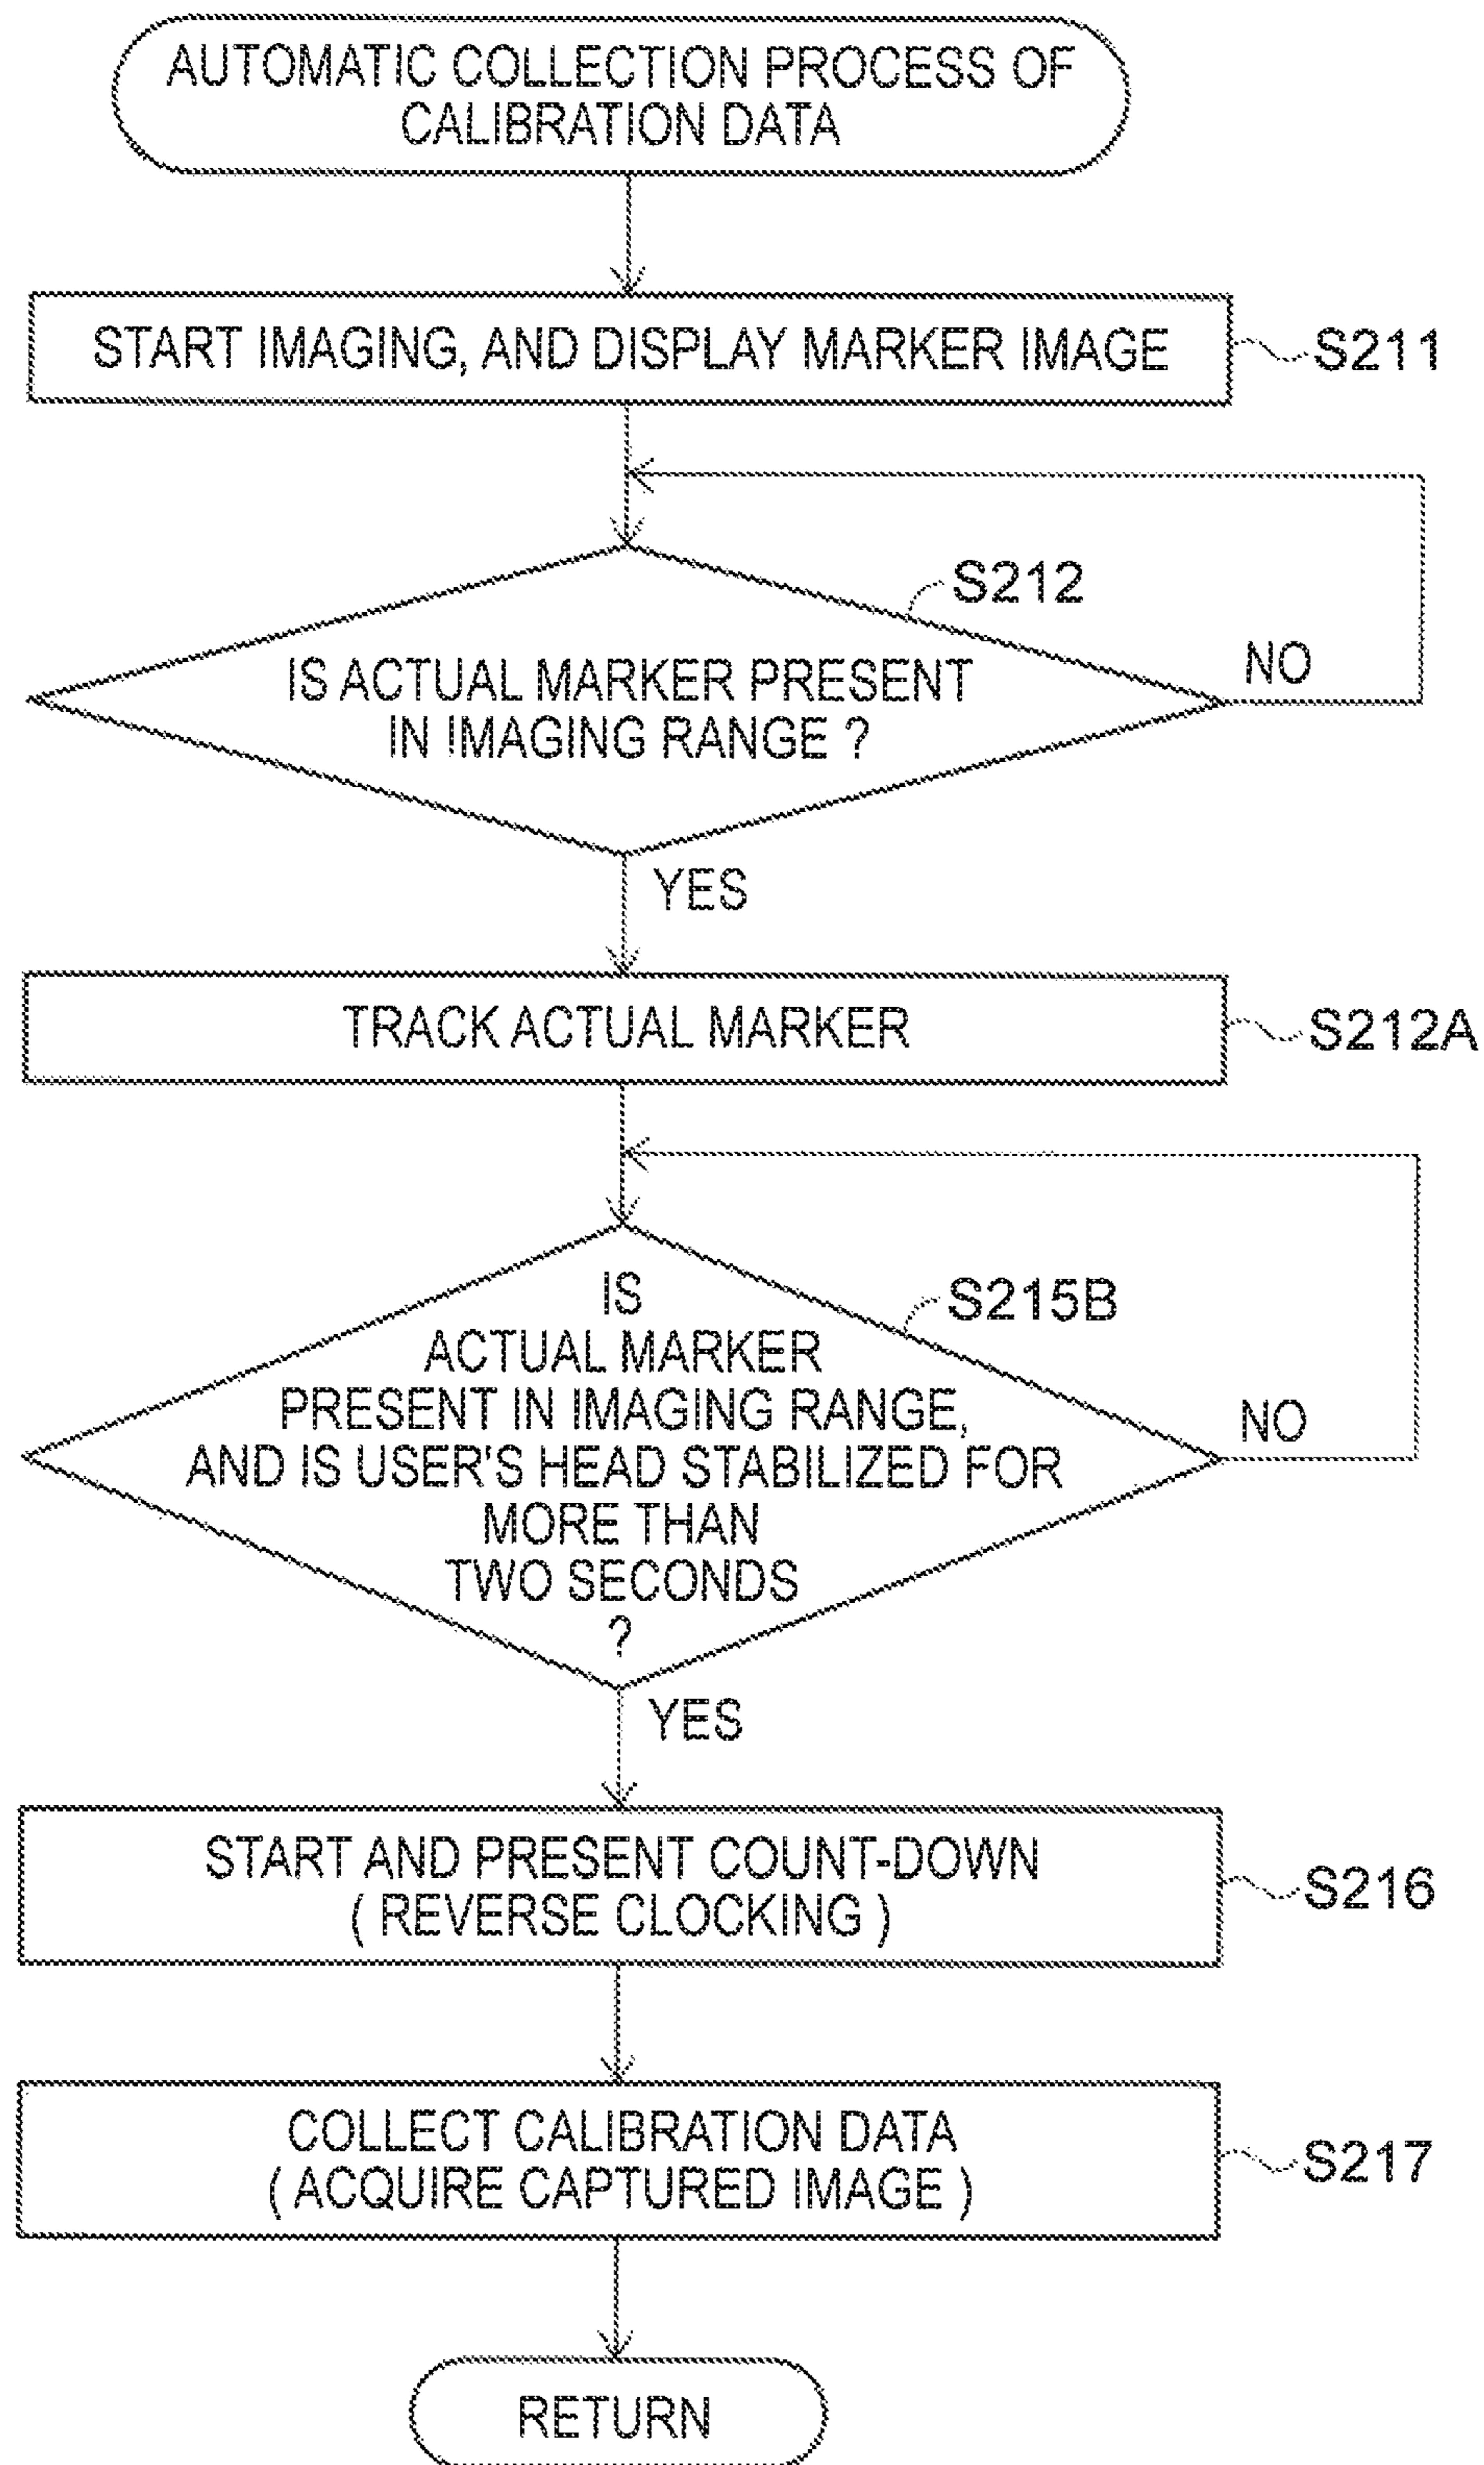 AUTOMATIC COLLECTION PROCESS OF
CALIBRATION DATA
START IMAGING, AND DISPLAY MARKER IMAGE
S211
S212
IS ACTUAL MARKER PRESENT
IN IMAGING RANGE ?
NO
YES
TRACK ACTUAL MARKER
S212A
S215B
IS
ACTUAL MARKER
PRESENT IN IMAGING RANGE,
AND IS USER'S HEAD STABILIZED FOR
MORE THAN
TWO SECONDS
?
NO
YES
START AND PRESENT COUNT-DOWN
( REVERSE CLOCKING )
S216
COLLECT CALIBRATION DATA
( ACQUIRE CAPTURED IMAGE )
S217
RETURN